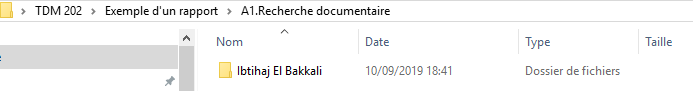 TDM 202 > Exemple d'un rapport > A1.Recherche documentaire
Nom Date Type Taille
Ibtihaj El Bakkali 10/09/2019 18:41 Dossier de fichiers